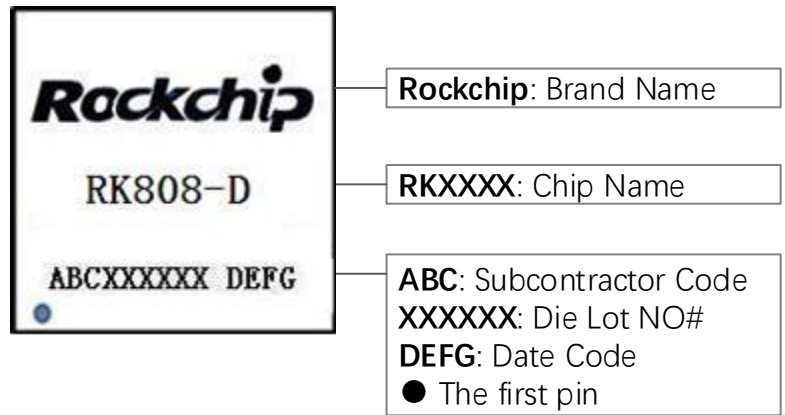 Rockchip
RK808-D
ABCXXXXXX DEFG
Rockchip: Brand Name
RKXXXX: Chip Name
ABC: Subcontractor Code
XXXXXX: Die Lot NO#
DEFG: Date Code
● The first pin